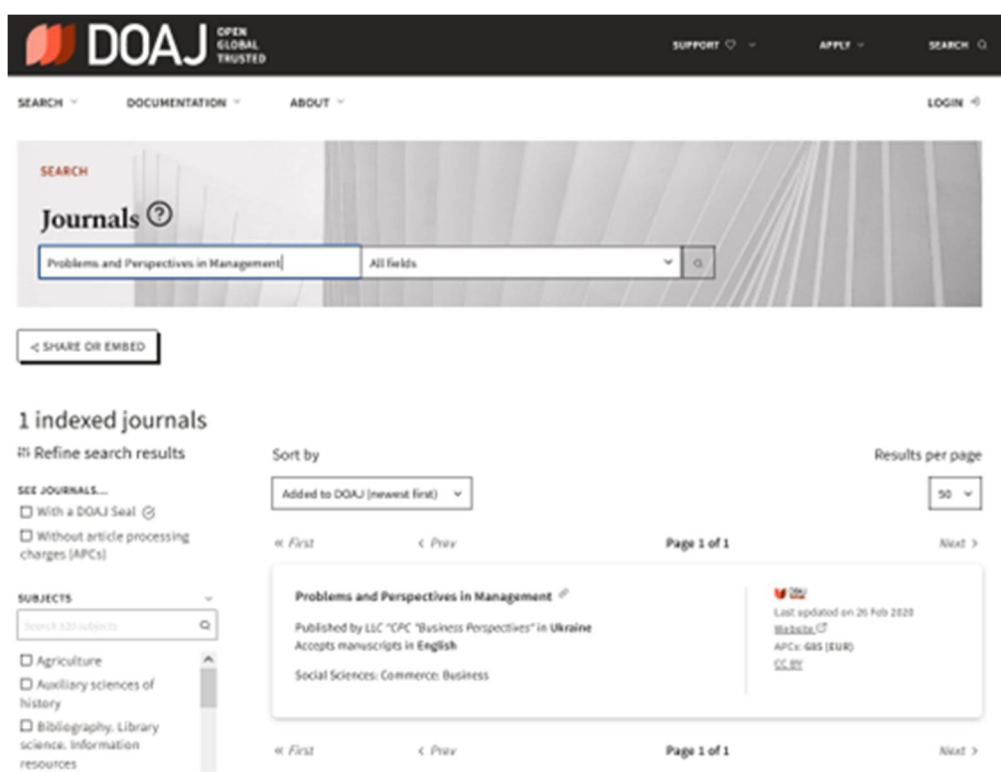 DOAJ
OPEN
GLOBAL
TRUSTED
SUPPORT
APPLY
SEARCH
SEARCH
DOCUMENTATION
ABOUT
LOGIN
SEARCH
Journals ?
Problems and Perspectives in Management
All fields
SHARE OR EMBED
1 indexed journals
Refine search results
Sort by
Results per page
SEE JOURNALS...
Added to DOAJ (newest first)
50
With a DOAJ Seal
Without article processing
charges (APCs)
« First
‹ Prev
Page 1 of 1
Next ›
SUBJECTS
Search 520 subjects
Agriculture
Auxiliary sciences of
history
Bibliography. Library
science. Information
resources
Problems and Perspectives in Management
Published by LLC "CPC "Business Perspectives" in Ukraine
Accepts manuscripts in English
Social Sciences: Commerce: Business
Last updated on 26 Feb 2020
Website
APCs: 685 (EUR)
CC BY
« First
‹ Prev
Page 1 of 1
Next ›